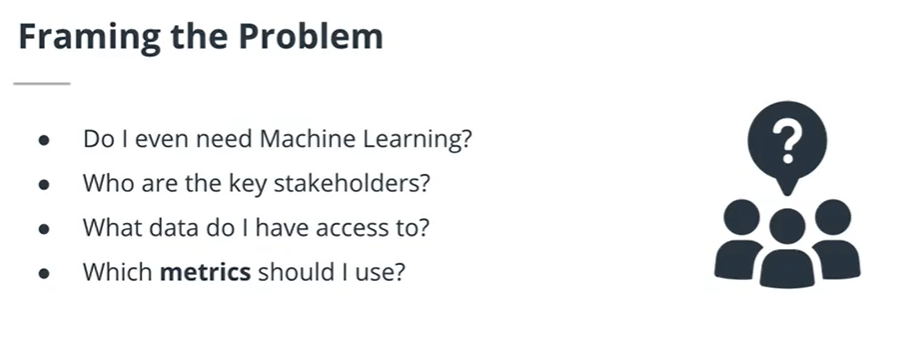 Framing the Problem
● Do I even need Machine Learning?
● Who are the key stakeholders?
● What data do I have access to?
● Which metrics should I use?
?